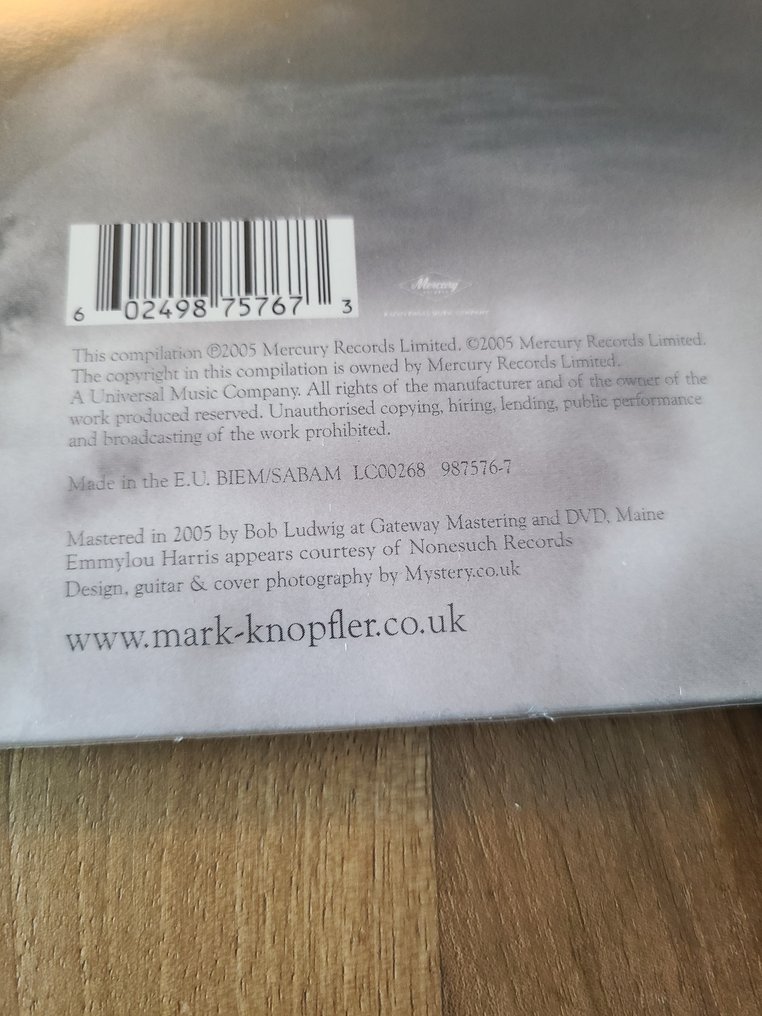 6 02498 75767 3
Mercury
This compilation ℗2005 Mercury Records Limited. ©2005 Mercury Records Limited.
The copyright in this compilation is owned by Mercury Records Limited.
A Universal Music Company. All rights of the manufacturer and of the owner of the
work produced reserved. Unauthorised copying, hiring, lending, public performance
and broadcasting of the work prohibited.
Made in the E.U. BIEM/SABAM LC00268 987576-7
Mastered in 2005 by Bob Ludwig at Gateway Mastering and DVD, Maine
Emmylou Harris appears courtesy of Nonesuch Records
Design, guitar & cover photography by Mystery.co.uk
www.mark-knopfler.co.uk